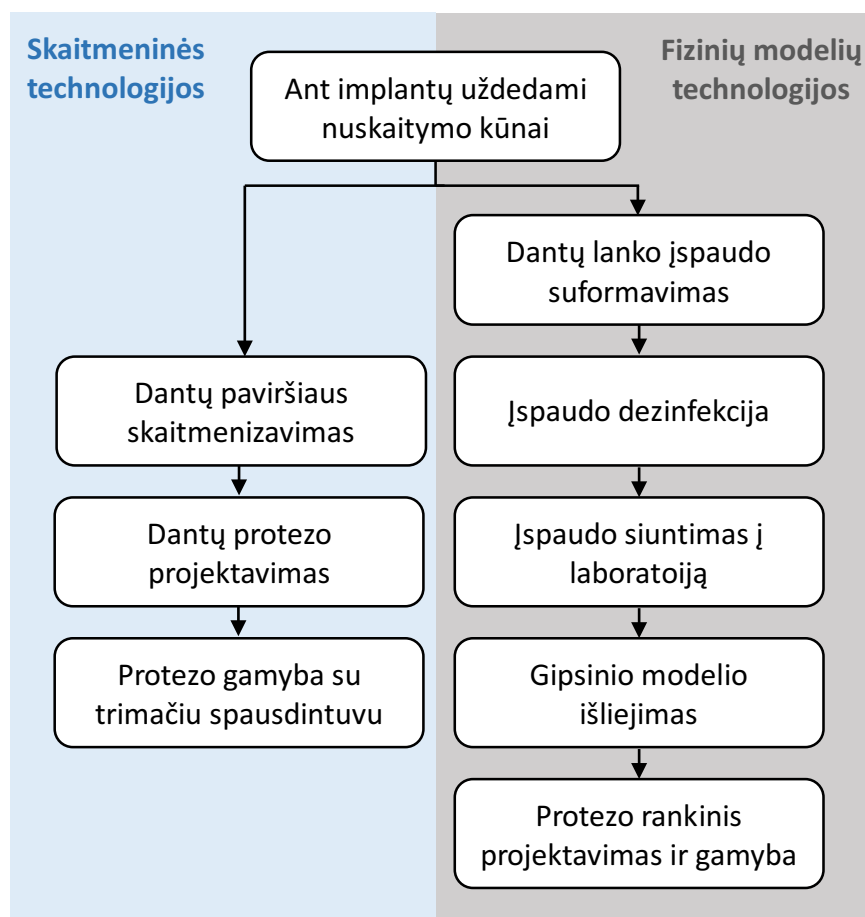 Skaitmeninės
technologijos
Fizinių modelių
technologijos
Ant implantų uždedami
nuskaitymo kūnai
Dantų paviršiaus
skaitmenizavimas
Dantų protezo
projektavimas
Protezo gamyba su
trimačiu spausdintuvu
Dantų lanko įspaudo
suformavimas
Įspaudo dezinfekcija
Įspaudo siuntimas į
laboratoiją
Gipsinio modelio
išliejimas
Protezo rankinis
projektavimas ir gamyba